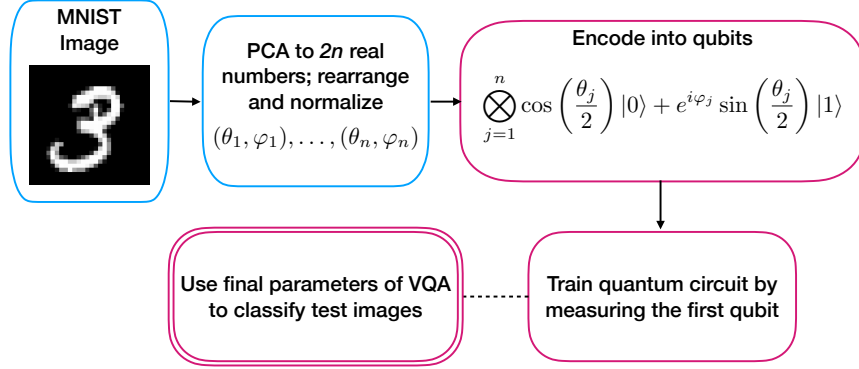 MNIST
Image
PCA to 2n real
numbers; rearrange
and normalize
(θ₁, φ₁), . . . , (θₙ, φₙ)
Encode into qubits
⨂ⁿⱼ₌₁ cos (θⱼ/2) |0⟩ + e^{iφⱼ} sin (θⱼ/2) |1⟩
Use final parameters of VQA
to classify test images
Train quantum circuit by
measuring the first qubit